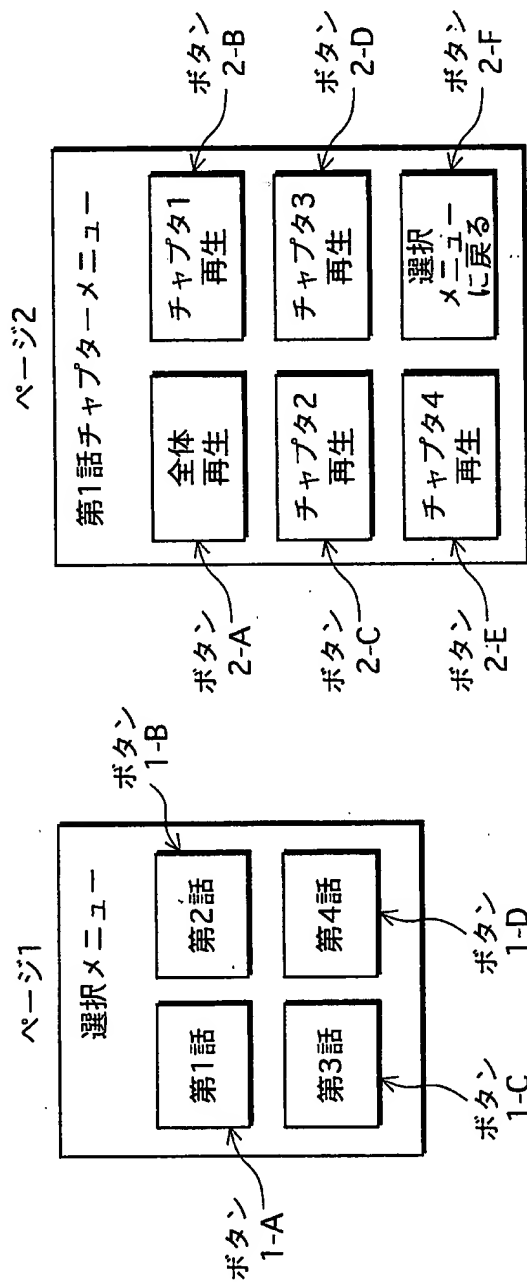 ページ1
選択メニュー
第1話
第2話
第3話
第4話
ボタン
1-A
ボタン
1-B
ボタン
1-C
ボタン
1-D
ページ2
第1話チャプターメニュー
全体
再生
チャプタ1
再生
チャプタ2
再生
チャプタ3
再生
チャプタ4
再生
選択
メニュー
に戻る
ボタン
2-A
ボタン
2-B
ボタン
2-C
ボタン
2-D
ボタン
2-E
ボタン
2-F